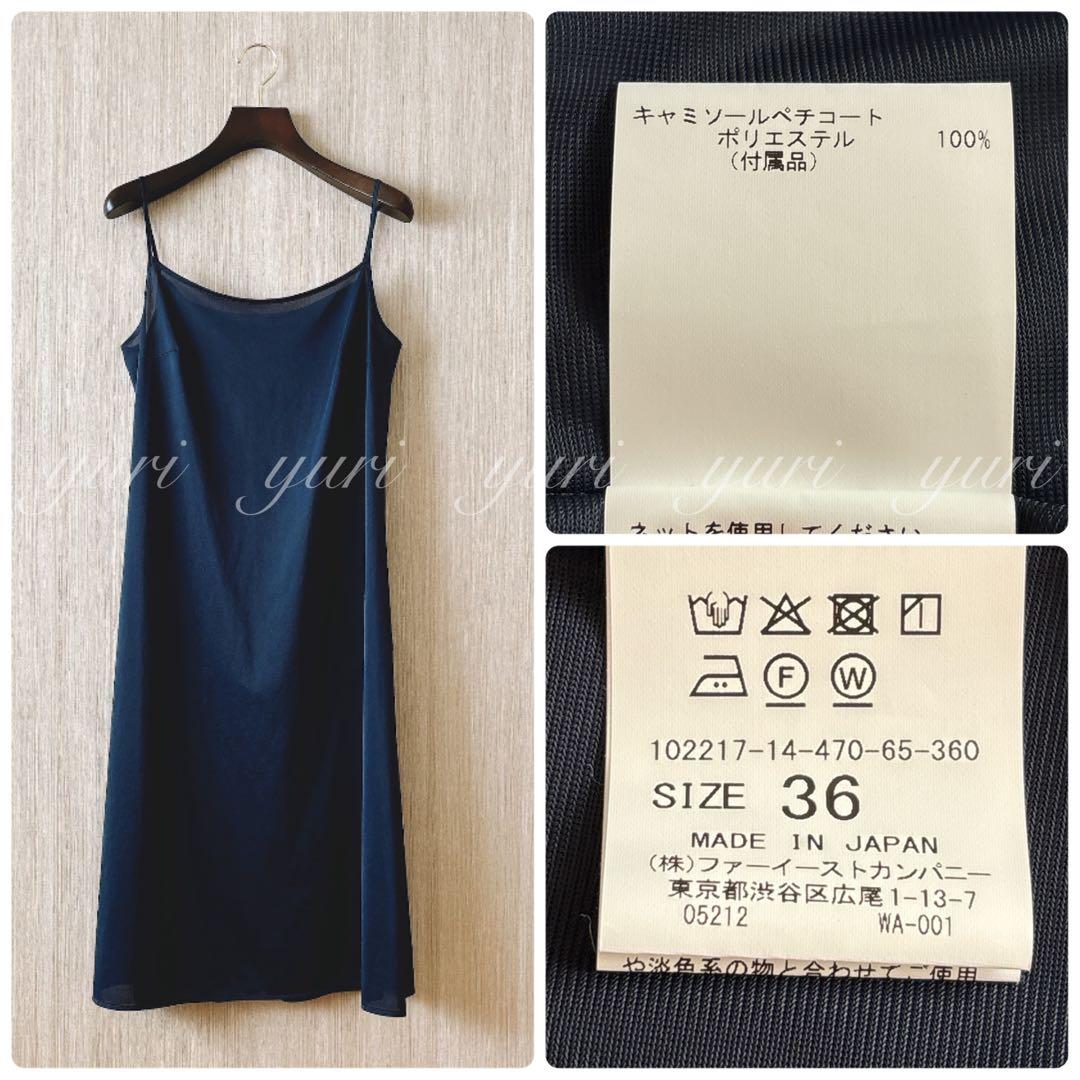 キャミソールペチコート
ポリエステル 100%
(付属品)
yuri yuri yuri yuri yuri
ネットを使用してください
F W
102217-14-470-65-360
SIZE 36
MADE IN JAPAN
(株)ファーイーストカンパニー
東京都渋谷区広尾1-13-7
05212 WA-001
や淡色系の物と合わせてご使用